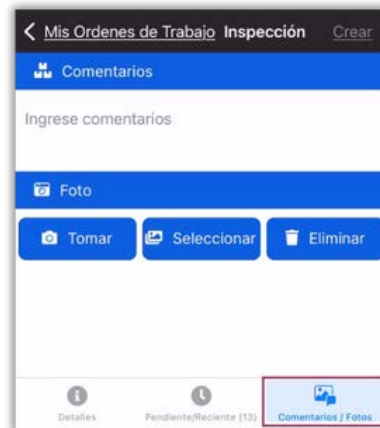 Mis Ordenes de Trabajo Inspección Crear
Comentarios
Ingrese comentarios
Foto
Tomar Seleccionar Eliminar
Detalles Pendiente/Reciente (13) Comentarios / Fotos